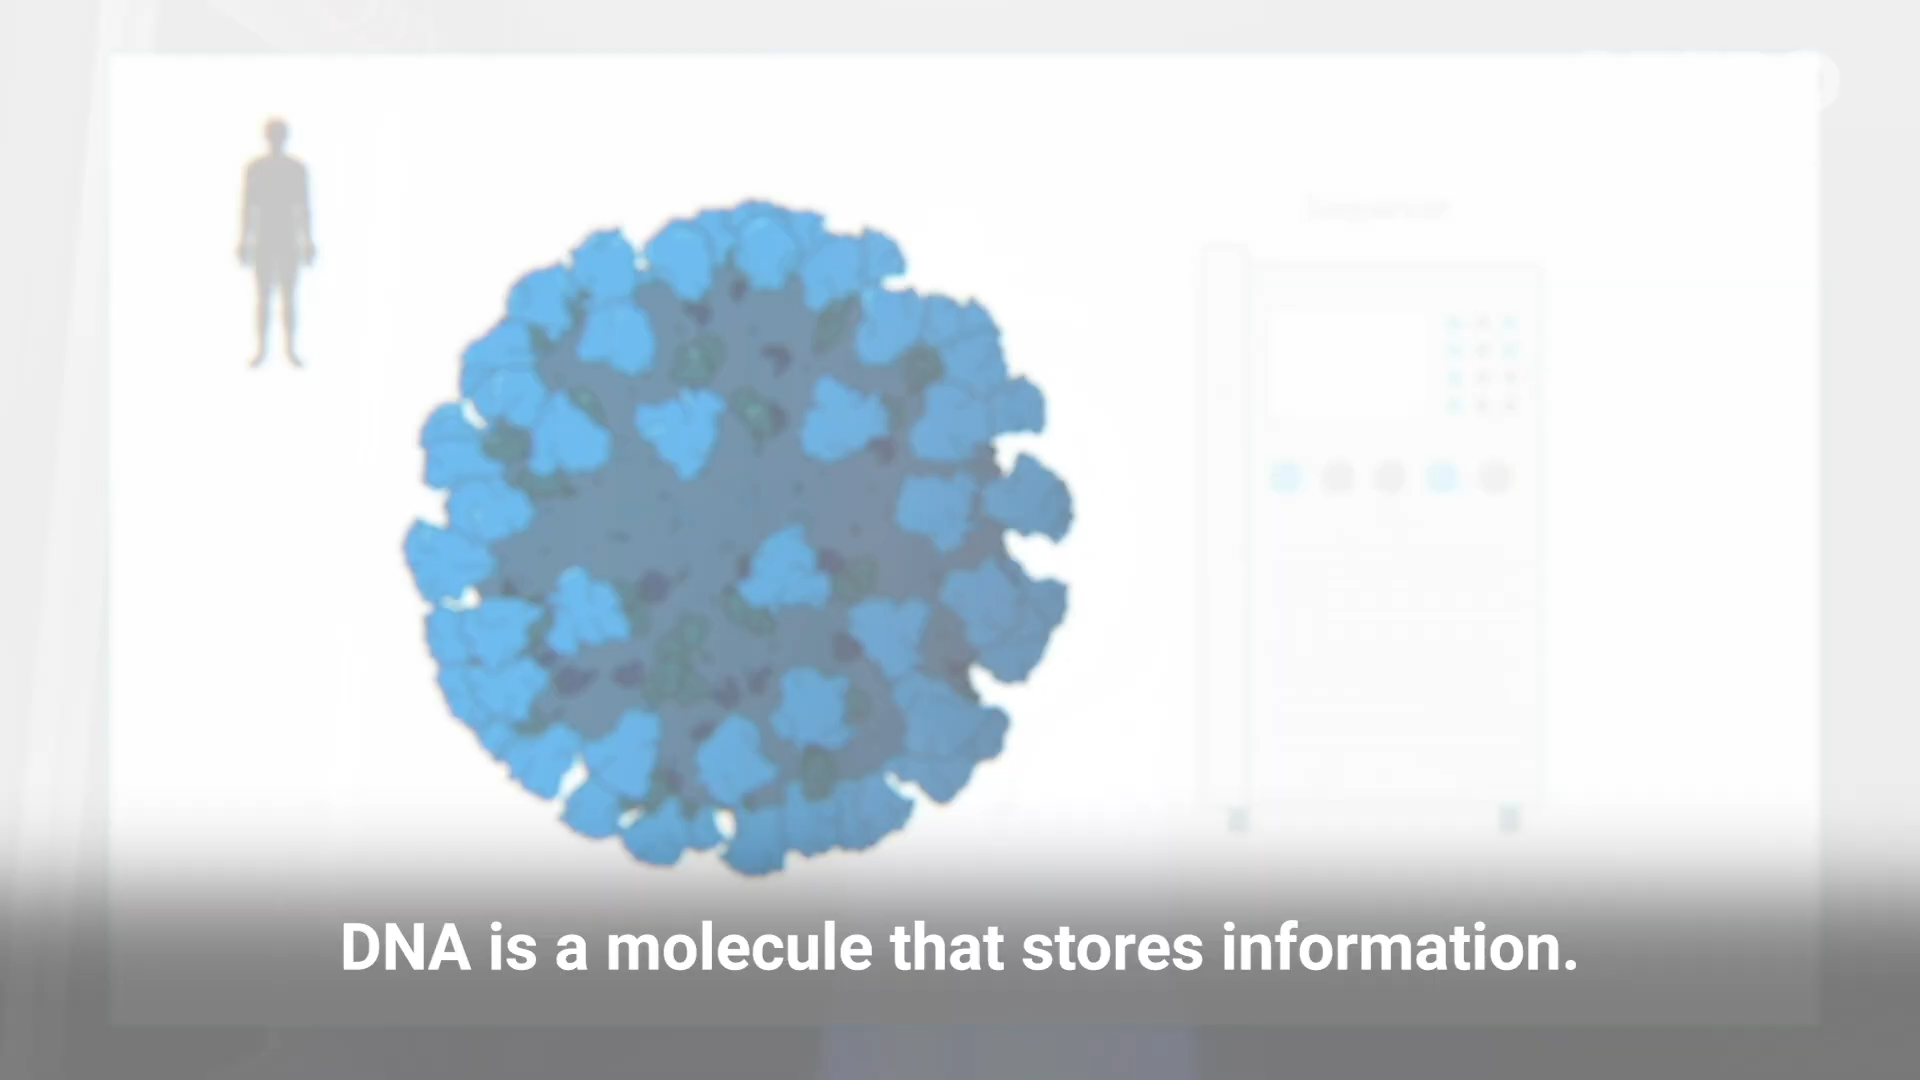 DNA is a molecule that stores information.